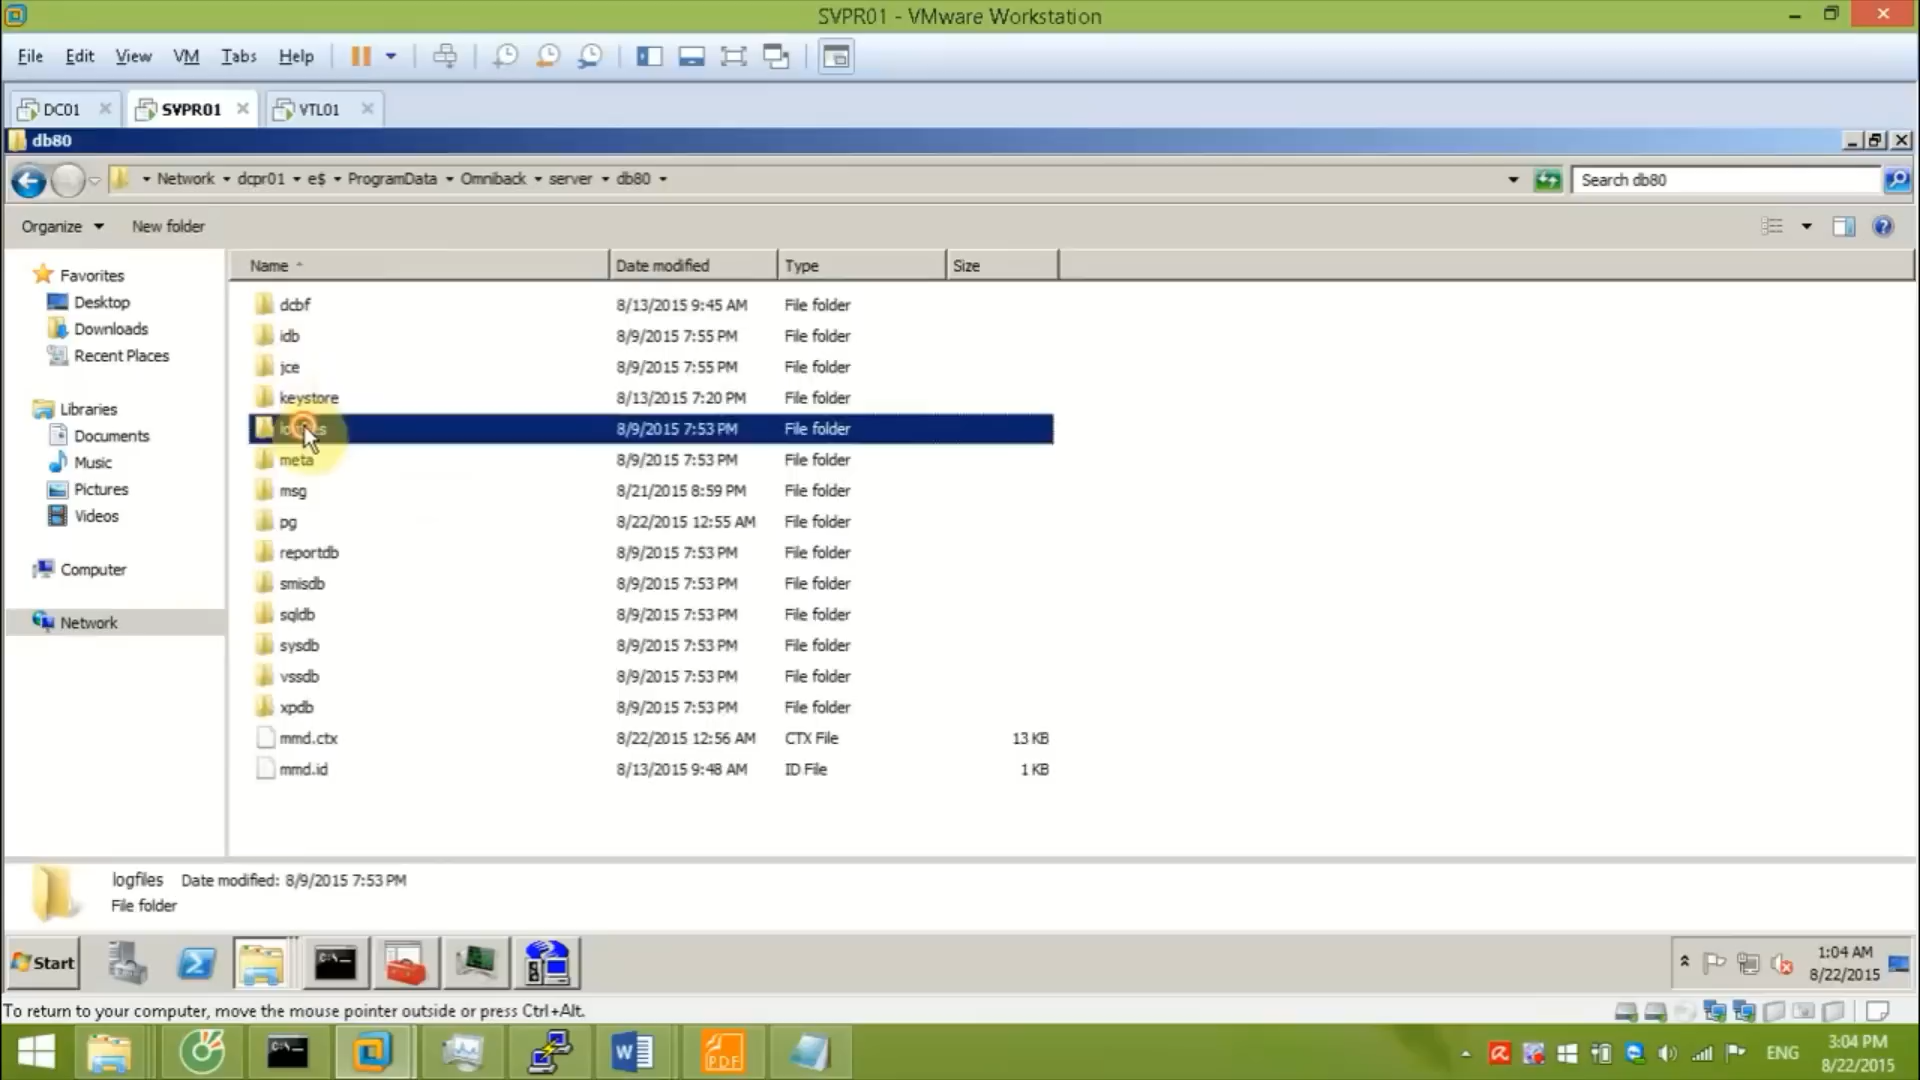 SVPR01 - VMware Workstation
File Edit View VM Tabs Help
DC01 SVPR01 VTL01
db80
Network dcpr01 e$ ProgramData Omniback server db80 Search db80
Organize New folder
Name Date modified Type Size
Favorites
Desktop
Downloads
Recent Places
Libraries
Documents
Music
Pictures
Videos
Computer
Network
dcbf 8/13/2015 9:45 AM File folder
idb 8/9/2015 7:55 PM File folder
jce 8/9/2015 7:55 PM File folder
keystore 8/13/2015 7:20 PM File folder
8/9/2015 7:53 PM File folder
meta 8/9/2015 7:53 PM File folder
msg 8/21/2015 8:59 PM File folder
pg 8/22/2015 12:55 AM File folder
reportdb 8/9/2015 7:53 PM File folder
smisdb 8/9/2015 7:53 PM File folder
sqldb 8/9/2015 7:53 PM File folder
sysdb 8/9/2015 7:53 PM File folder
vssdb 8/9/2015 7:53 PM File folder
xpdb 8/9/2015 7:53 PM File folder
mmd.ctx 8/22/2015 12:56 AM CTX File 13 KB
mmd.id 8/13/2015 9:48 AM ID File 1 KB
logfiles Date modified: 8/9/2015 7:53 PM
File folder
Start
1:04 AM
8/22/2015
To return to your computer, move the mouse pointer outside or press Ctrl+Alt.
PDF
ENG
3:04 PM
8/22/2015